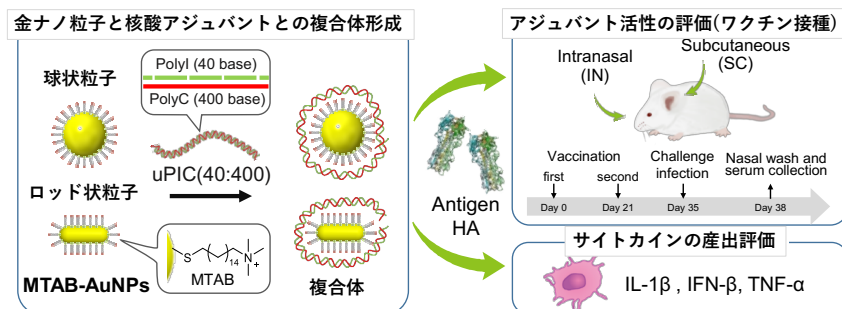 金ナノ粒子と核酸アジュバントとの複合体形成
球状粒子
PolyI (40 base)
PolyC (400 base)
uPIC(40:400)
ロッド状粒子
S
14
N
+
MTAB
MTAB-AuNPs
複合体
Antigen
HA
アジュバント活性の評価(ワクチン接種)
Intranasal
(IN)
Subcutaneous
(SC)
Vaccination
first
second
Challenge
infection
Nasal wash and
serum collection
Day 0
Day 21
Day 35
Day 38
サイトカインの産出評価
IL-1β , IFN-β, TNF-α